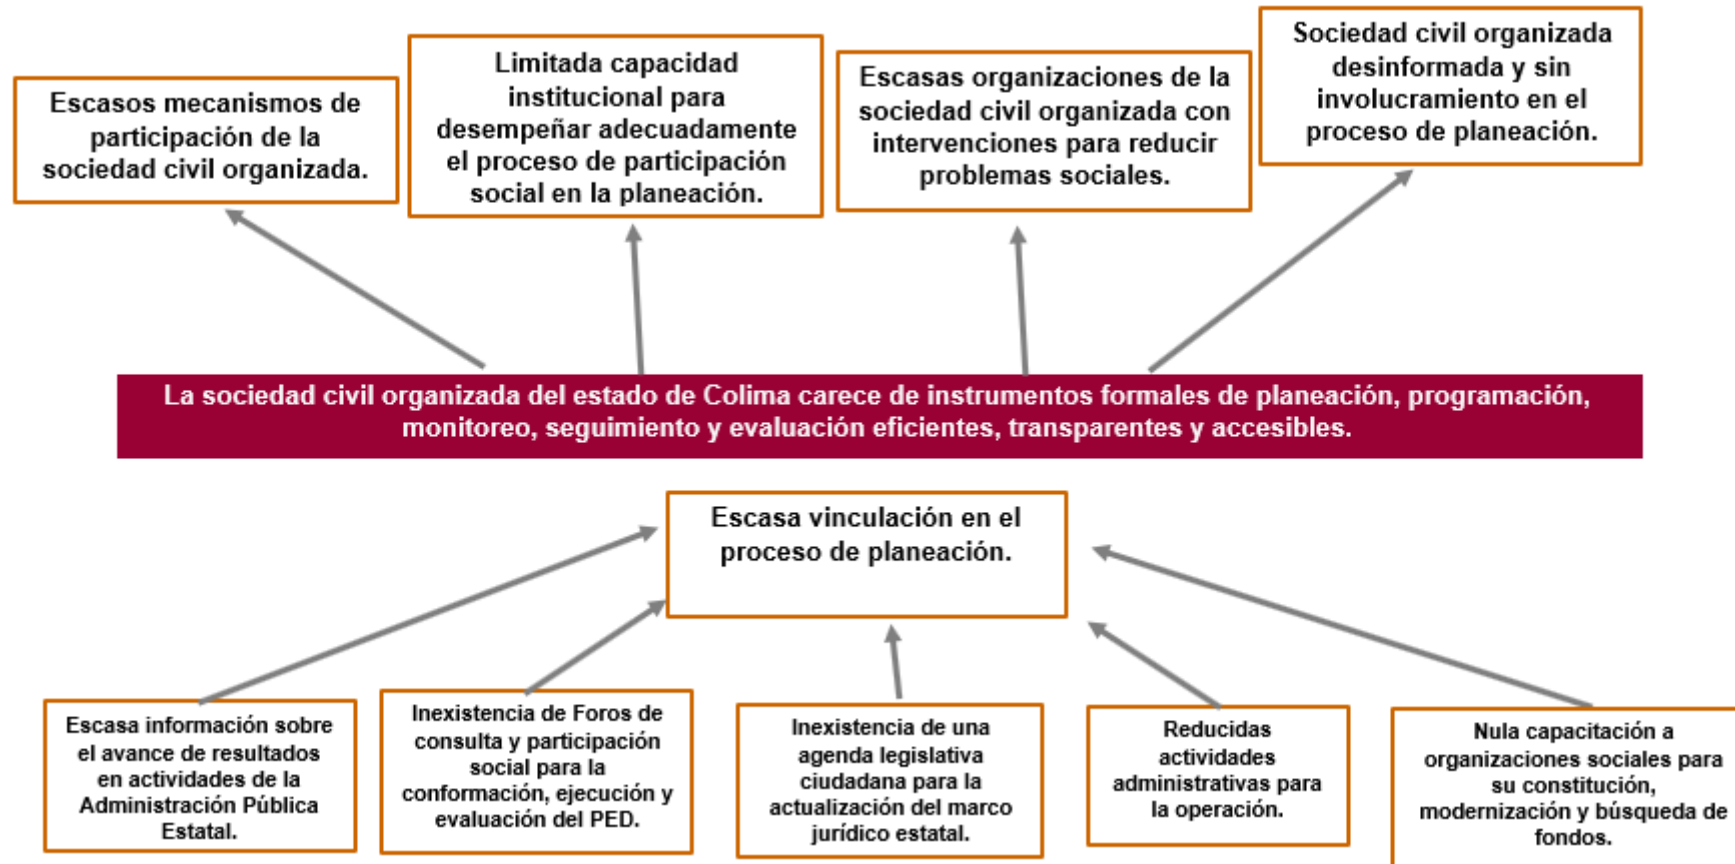 Escasos mecanismos de
participación de la
sociedad civil organizada.
Limitada capacidad
institucional para
desempeñar adecuadamente
el proceso de participación
social en la planeación.
Escasas organizaciones de la
sociedad civil organizada con
intervenciones para reducir
problemas sociales.
Sociedad civil organizada
desinformada y sin
involucramiento en el
proceso de planeación.
La sociedad civil organizada del estado de Colima carece de instrumentos formales de planeación, programación,
monitoreo, seguimiento y evaluación eficientes, transparentes y accesibles.
Escasa vinculación en el
proceso de planeación.
Escasa información sobre
el avance de resultados
en actividades de la
Administración Pública
Estatal.
Inexistencia de Foros de
consulta y participación
social para la
conformación, ejecución y
evaluación del PED.
Inexistencia de una
agenda legislativa
ciudadana para la
actualización del marco
jurídico estatal.
Reducidas
actividades
administrativas para
la operación.
Nula capacitación a
organizaciones sociales para
su constitución,
modernización y búsqueda de
fondos.